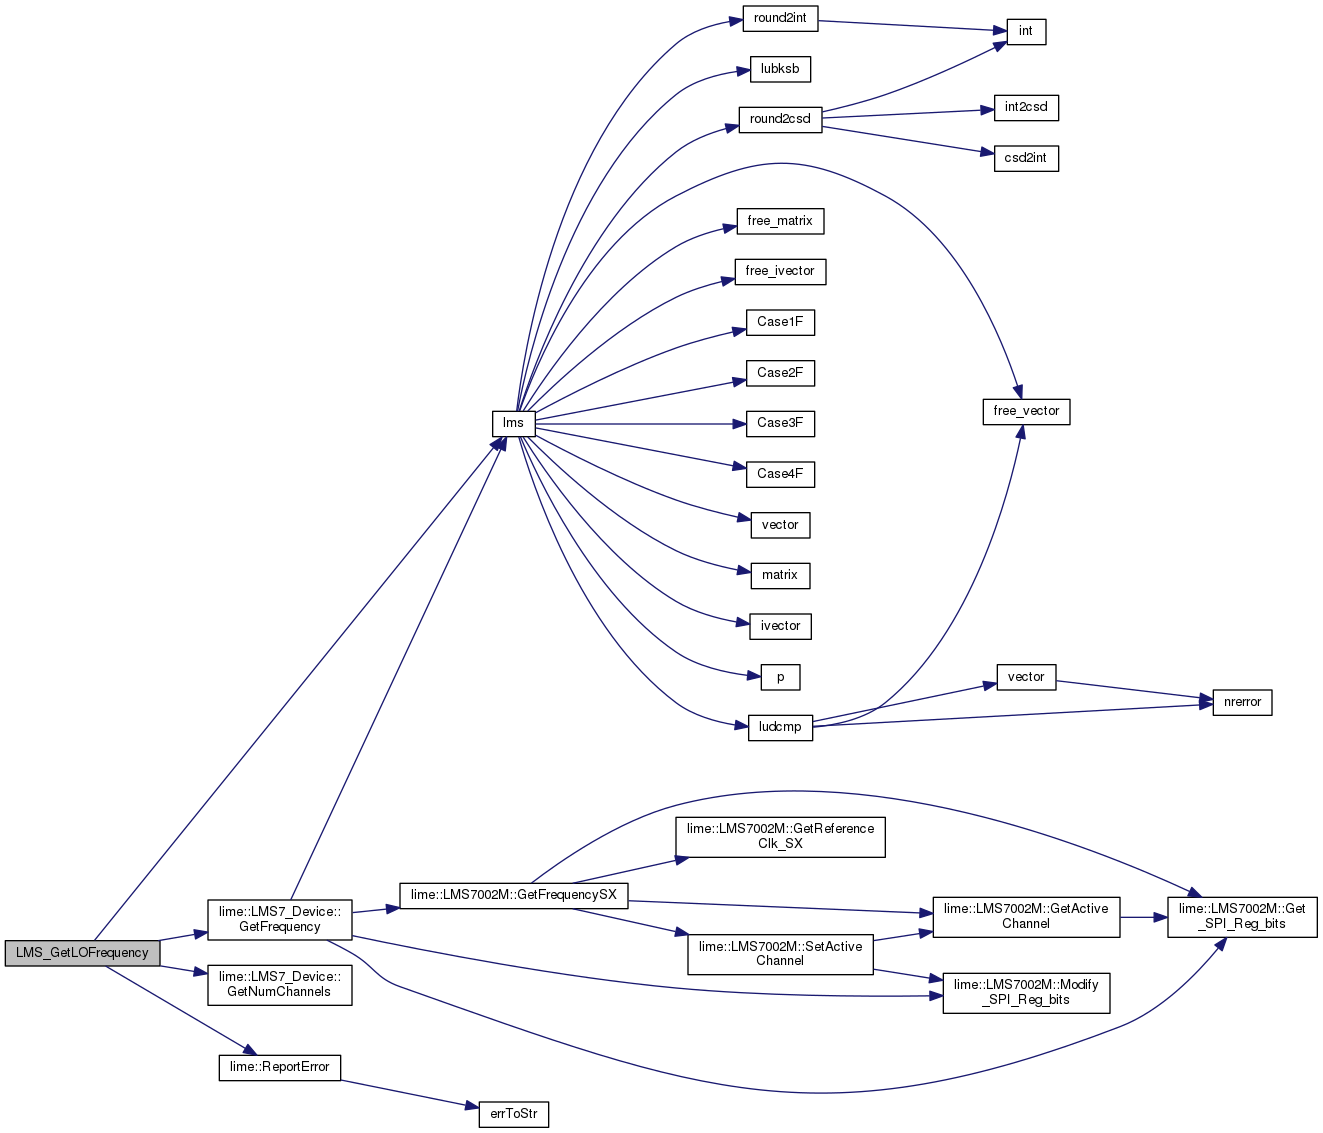 round2int
int
lubksb
round2csd
int2csd
csd2int
free_matrix
free_ivector
Case1F
Case2F
Case3F
free_vector
lms
Case4F
vector
matrix
ivector
p
vector
ludcmp
nrerror
lime::LMS7002M::GetReference
Clk_SX
lime::LMS7002M::GetFrequencySX
lime::LMS7_Device::
GetFrequency
lime::LMS7002M::GetActive
Channel
lime::LMS7002M::Get
_SPI_Reg_bits
LMS_GetLOFrequency
lime::LMS7002M::SetActive
Channel
lime::LMS7_Device::
GetNumChannels
lime::LMS7002M::Modify
_SPI_Reg_bits
lime::ReportError
errToStr